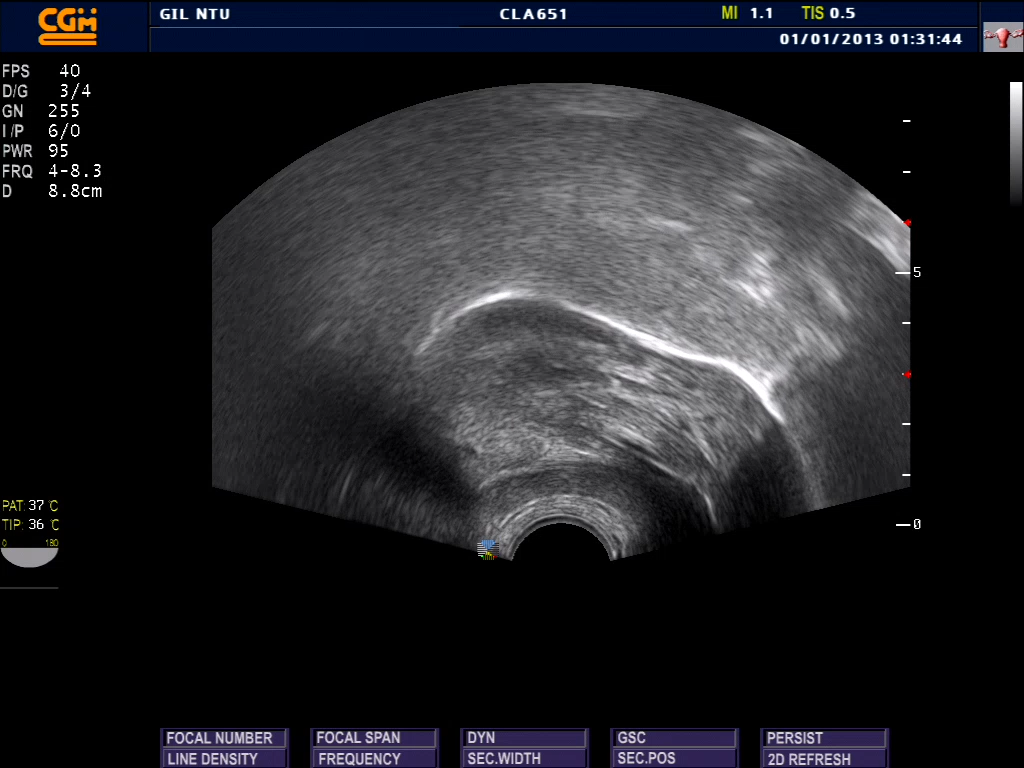 CGM GIL NTU CLA651 MI 1.1 TIS 0.5
01/01/2013 01:31:44
FPS 40
D/G 3/4
GN 255
I/P 6/0
PWR 95
FRQ 4-8.3
D 8.8cm
5
PAT: 37 °C
TIP: 36 °C
0 180
0
FOCAL NUMBER FOCAL SPAN DYN GSC PERSIST
LINE DENSITY FREQUENCY SEC.WIDTH SEC.POS 2D REFRESH